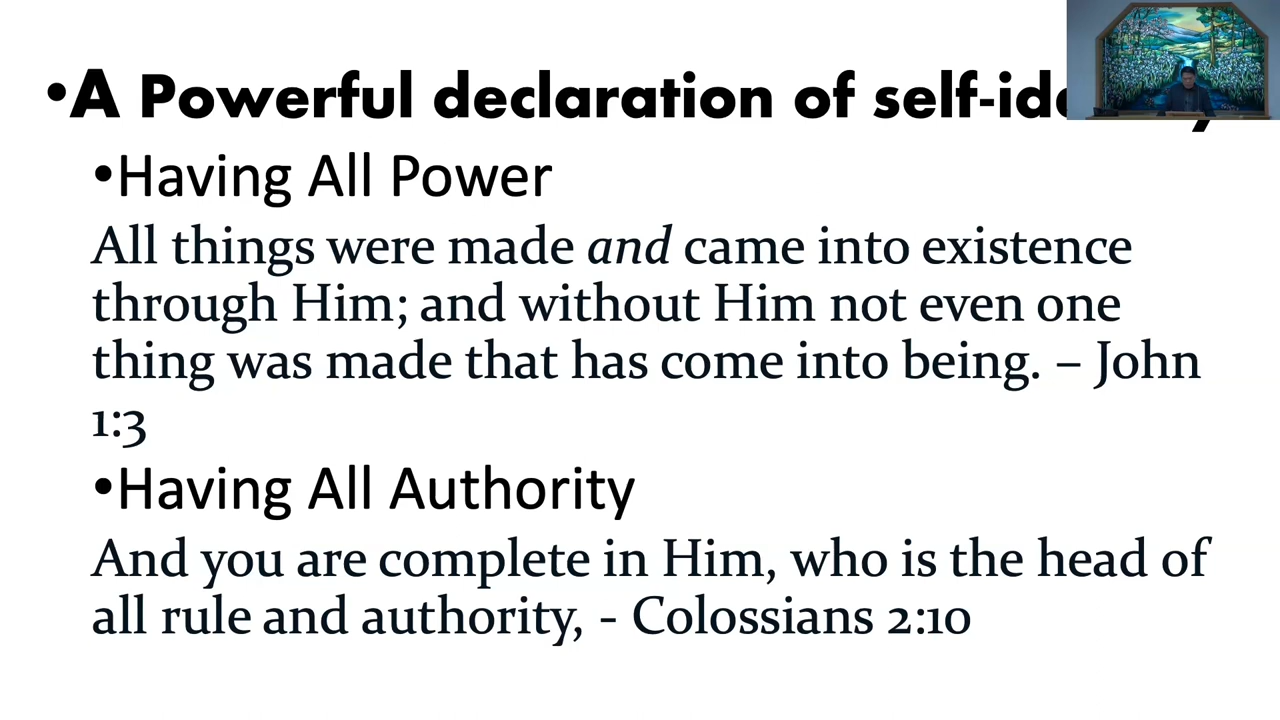 •A Powerful declaration of self-ide
•Having All Power
All things were made and came into existence
through Him; and without Him not even one
thing was made that has come into being. – John
1:3
•Having All Authority
And you are complete in Him, who is the head of
all rule and authority, - Colossians 2:10